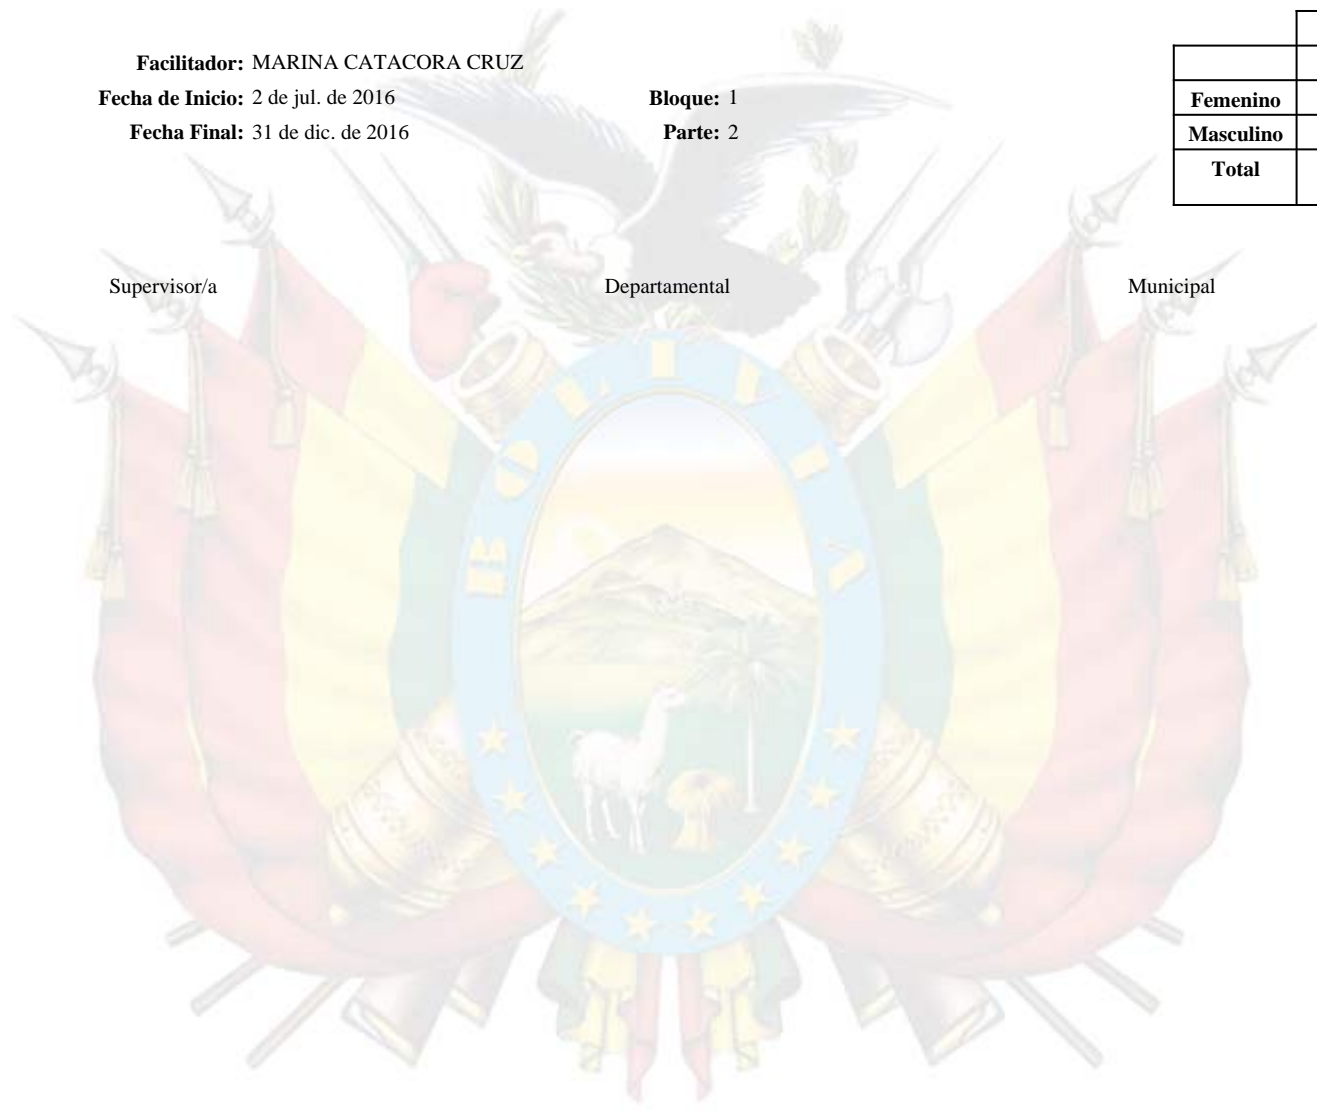 Facilitador: MARINA CATACORA CRUZ
Fecha de Inicio: 2 de jul. de 2016 Bloque: 1
Femenino
Fecha Final: 31 de dic. de 2016 Parte: 2
Masculino
Total
Supervisor/a Departamental Municipal
BOLIVIA